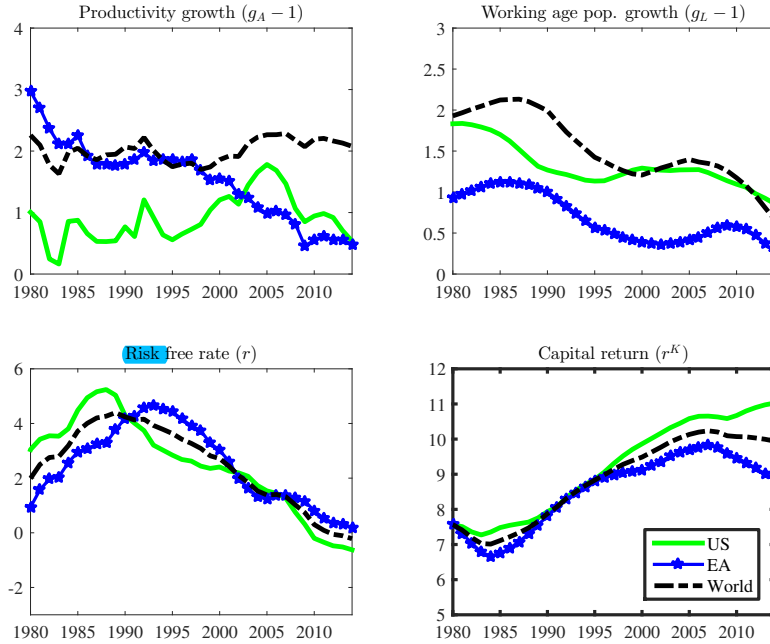 Productivity growth (g_A − 1)
4
3
2
1
0
1980 1985 1990 1995 2000 2005 2010
Working age pop. growth (g_L − 1)
3
2.5
2
1.5
1
0.5
0
1980 1985 1990 1995 2000 2005 2010
Risk free rate (r)
6
4
2
0
-2
1980 1985 1990 1995 2000 2005 2010
Capital return (r^K)
12
11
10
9
8
7
6
5
1980 1985 1990 1995 2000 2005 2010
US
EA
World